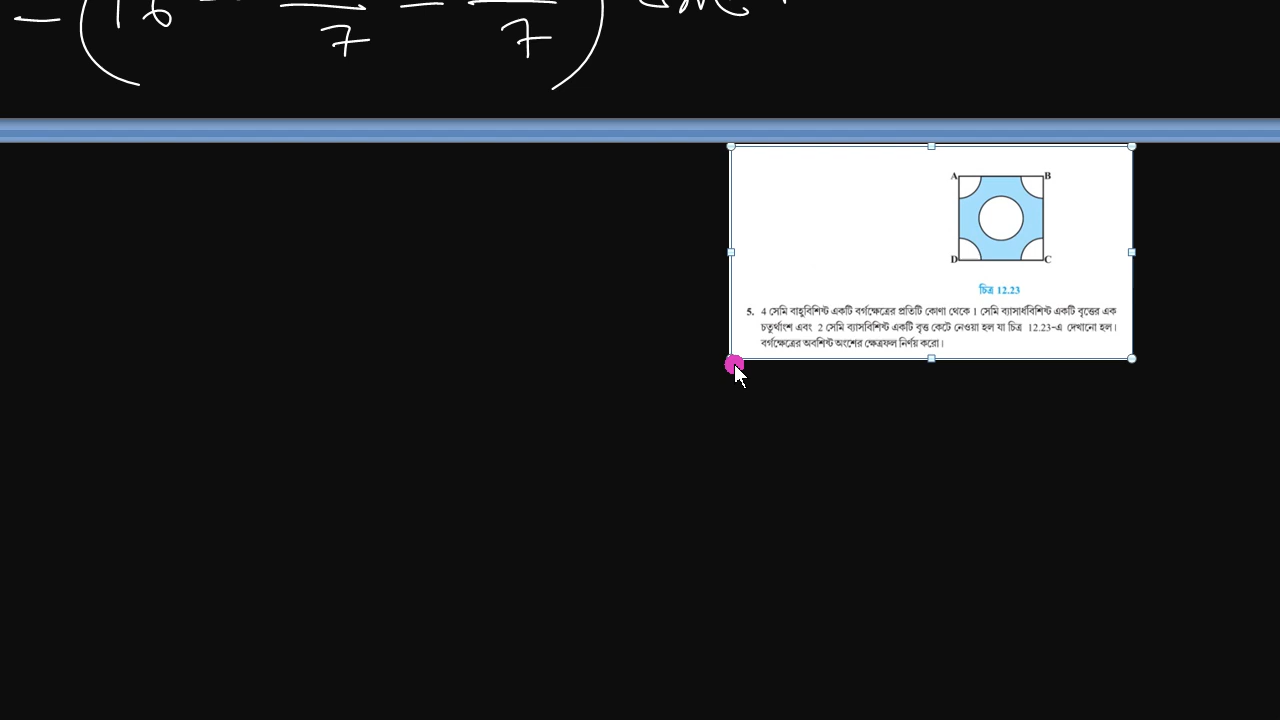 - (16
7 7
A B
D C
চিত্র 12.23
5. 4 সেমি বাহুবিশিষ্ট একটি বর্গক্ষেত্রের প্রতিটি কোণা থেকে 1 সেমি ব্যাসার্ধবিশিষ্ট একটি বৃত্তের এক
চতুর্থাংশ এবং 2 সেমি ব্যাসবিশিষ্ট একটি বৃত্ত কেটে নেওয়া হল যা চিত্র 12.23-এ দেখানো হল।
বর্গক্ষেত্রের অবশিষ্ট অংশের ক্ষেত্রফল নির্ণয় করো।